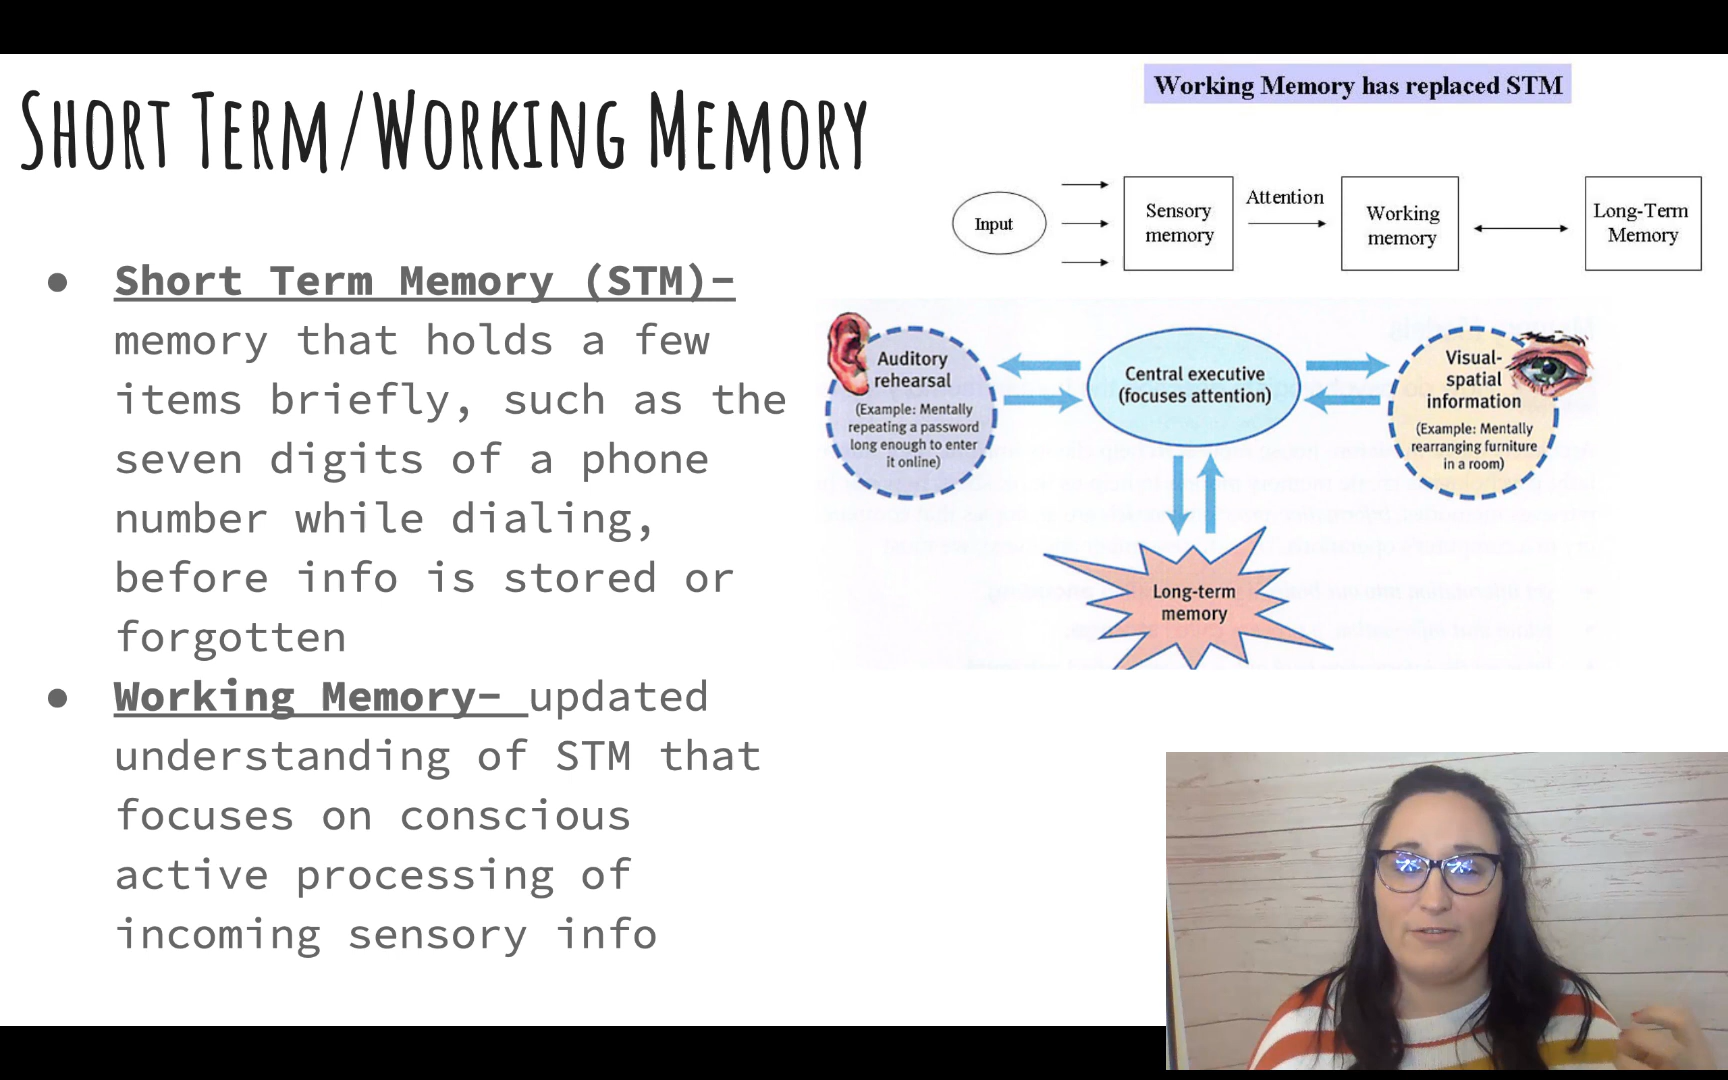 SHORT TERM/WORKING MEMORY
● Short Term Memory (STM)-
memory that holds a few
items briefly, such as the
seven digits of a phone
number while dialing,
before info is stored or
forgotten
● Working Memory- updated
understanding of STM that
focuses on conscious
active processing of
incoming sensory info
Working Memory has replaced STM
Input
Sensory
memory
Attention
Working
memory
Long-Term
Memory
Auditory
rehearsal
(Example: Mentally
repeating a password
long enough to enter
it online)
Central executive
(focuses attention)
Visual-
spatial
information
(Example: Mentally
rearranging furniture
in a room)
Long-term
memory